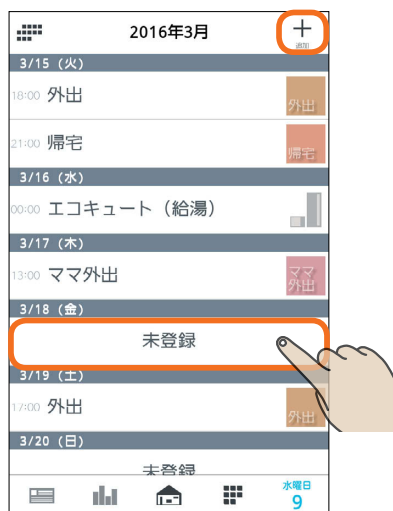 2016年3月
追加
3/15 (火)
18:00 外出
外出
21:00 帰宅
帰宅
3/16 (水)
00:00 エコキュート（給湯）
3/17 (木)
13:00 ママ外出
ママ
外出
3/18 (金)
未登録
3/19 (土)
17:00 外出
外出
3/20 (日)
未登録
水曜日
9